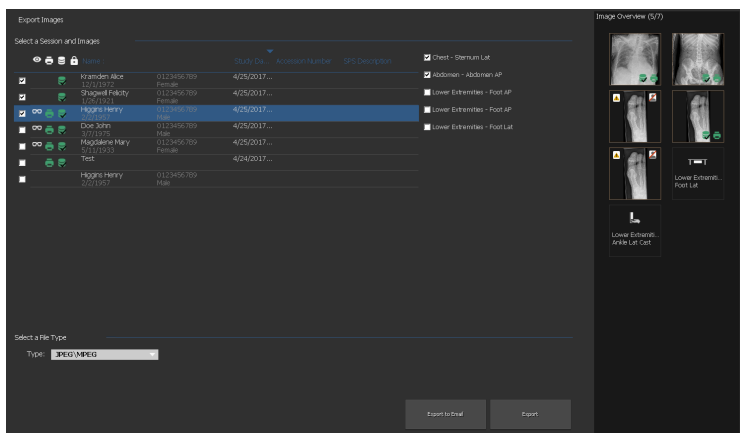 Export Images
Image Overview (5/7)
Select a Session and Images
Name
Study Da... Accession Number SPS Description
Kramden Alice 0123456789 4/25/2017...
12/1/1972 Female
Shagwell Felicity 0123456789 4/25/2017...
1/26/1921 Female
Higgins Henry 0123456789 4/25/2017...
2/2/1957 Male
Doe John 0123456789 4/25/2017...
3/7/1975 Male
Magdalene Mary 0123456789 4/25/2017...
5/11/1933 Female
Test 4/24/2017...
Higgins Henry 0123456789
2/2/1957 Male
Chest - Sternum Lat
Abdomen - Abdomen AP
Lower Extremities - Foot AP
Lower Extremities - Foot AP
Lower Extremities - Foot Lat
Lower Extremiti...
Foot Lat
Lower Extremiti...
Ankle Lat Cast
Select a File Type
Type: JPEG\MPEG
Export to Email
Export